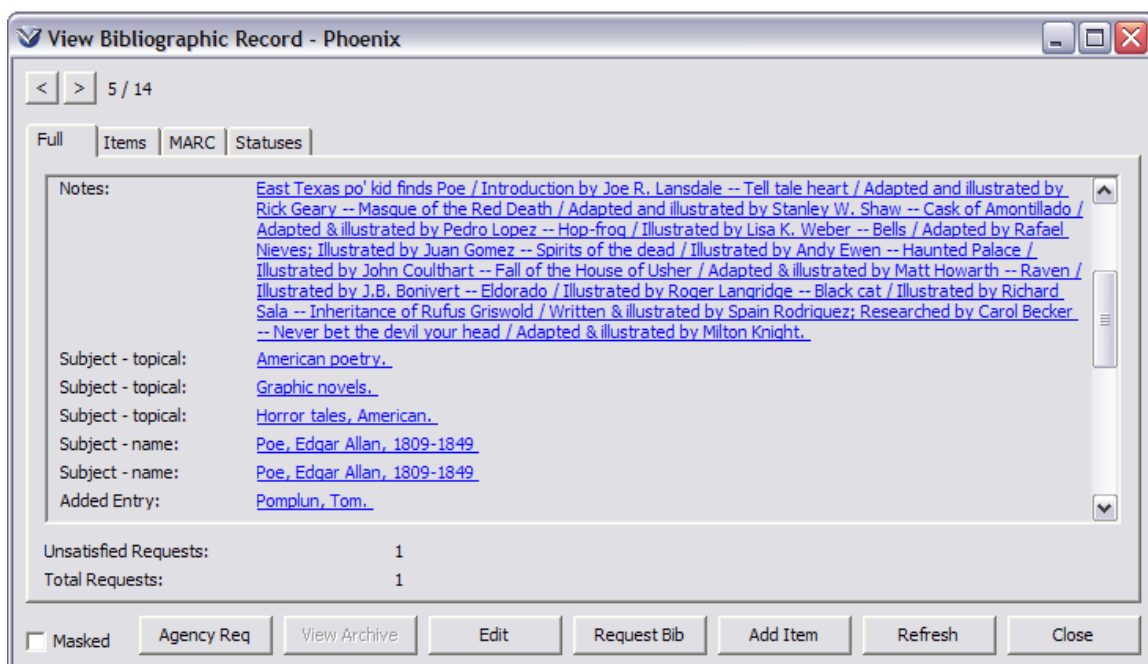 View Bibliographic Record - Phoenix
< > 5 / 14
Full Items MARC Statuses
Notes: East Texas po' kid finds Poe / Introduction by Joe R. Lansdale -- Tell tale heart / Adapted and illustrated by
Rick Geary -- Masque of the Red Death / Adapted and illustrated by Stanley W. Shaw -- Cask of Amontillado /
Adapted & illustrated by Pedro Lopez -- Hop-frog / Illustrated by Lisa K. Weber -- Bells / Adapted by Rafael
Nieves; Illustrated by Juan Gomez -- Spirits of the dead / Illustrated by Andy Ewen -- Haunted Palace /
Illustrated by John Coulthart -- Fall of the House of Usher / Adapted & illustrated by Matt Howarth -- Raven /
Illustrated by J.B. Bonivert -- Eldorado / Illustrated by Roger Langridge -- Black cat / Illustrated by Richard
Sala -- Inheritance of Rufus Griswold / Written & illustrated by Spain Rodriguez; Researched by Carol Becker
-- Never bet the devil your head / Adapted & illustrated by Milton Knight.
Subject - topical: American poetry.
Subject - topical: Graphic novels.
Subject - topical: Horror tales, American.
Subject - name: Poe, Edgar Allan, 1809-1849
Subject - name: Poe, Edgar Allan, 1809-1849
Added Entry: Pomplun, Tom.
Unsatisfied Requests: 1
Total Requests: 1
Masked Agency Req View Archive Edit Request Bib Add Item Refresh Close